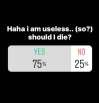 Haha i am useless.. (so?)
should I die?
YES NO
75% 25%